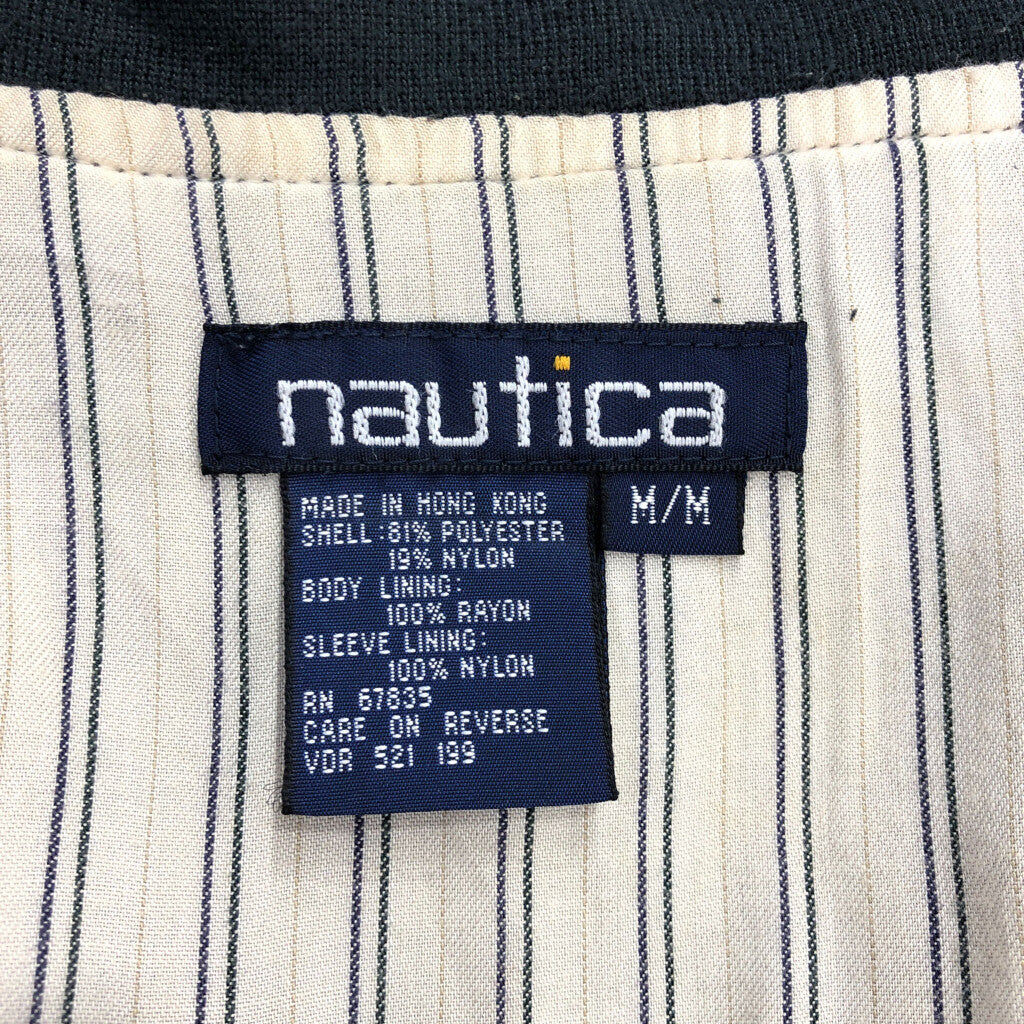 nautica
M/M
MADE IN HONG KONG
SHELL:81% POLYESTER
19% NYLON
BODY LINING:
100% RAYON
SLEEVE LINING:
100% NYLON
RN 67835
CARE ON REVERSE
VDR 521 199